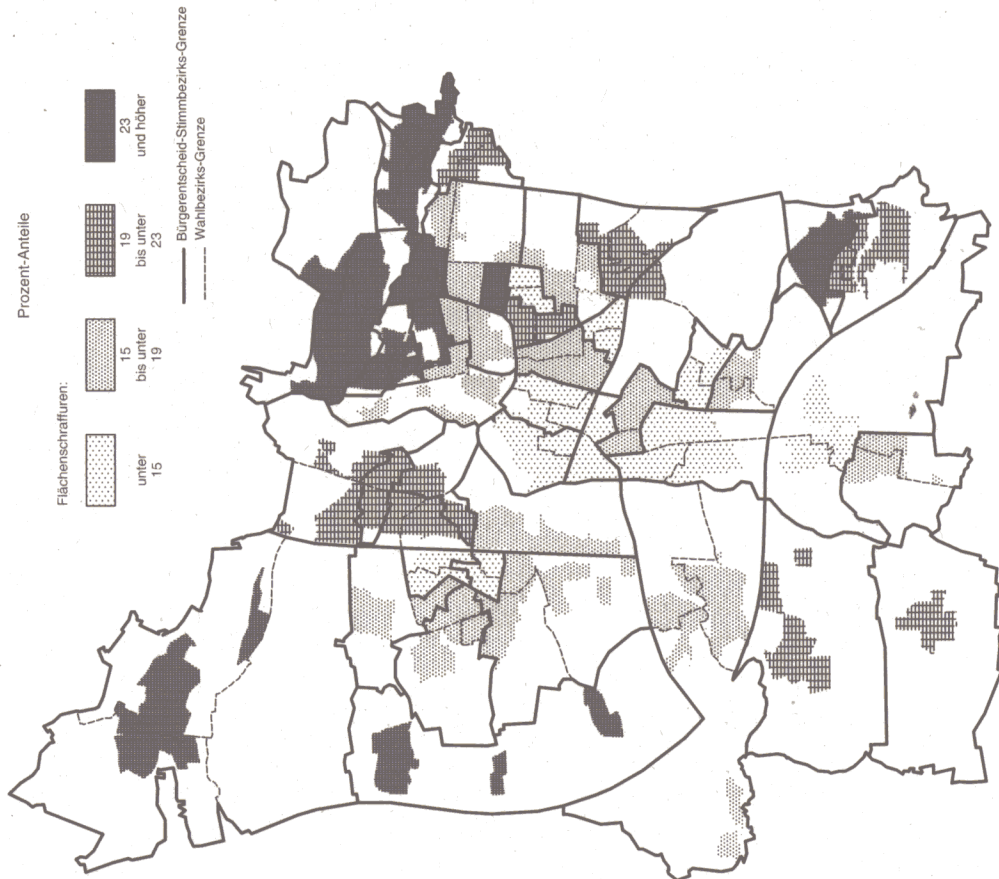 Prozent-Anteile
Flächenschraffuren:
unter
15
15
bis unter
19
19
bis unter
23
23
und höher
Bürgerentscheid-Stimmbezirks-Grenze
Wahlbezirks-Grenze